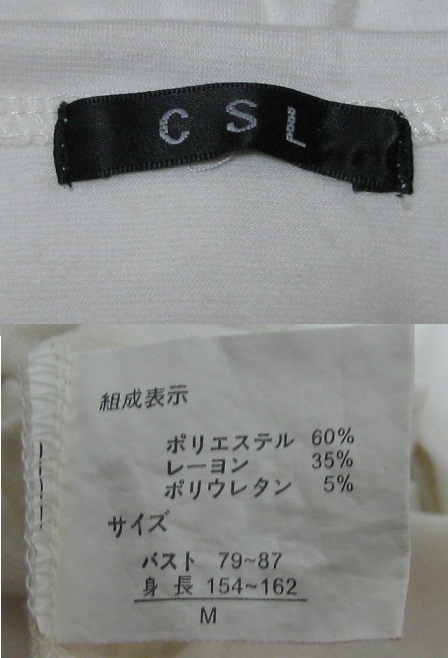 C S L
組成表示
ポリエステル 60%
レーヨン 35%
ポリウレタン 5%
サイズ
バスト 79~87
身長 154~162
M